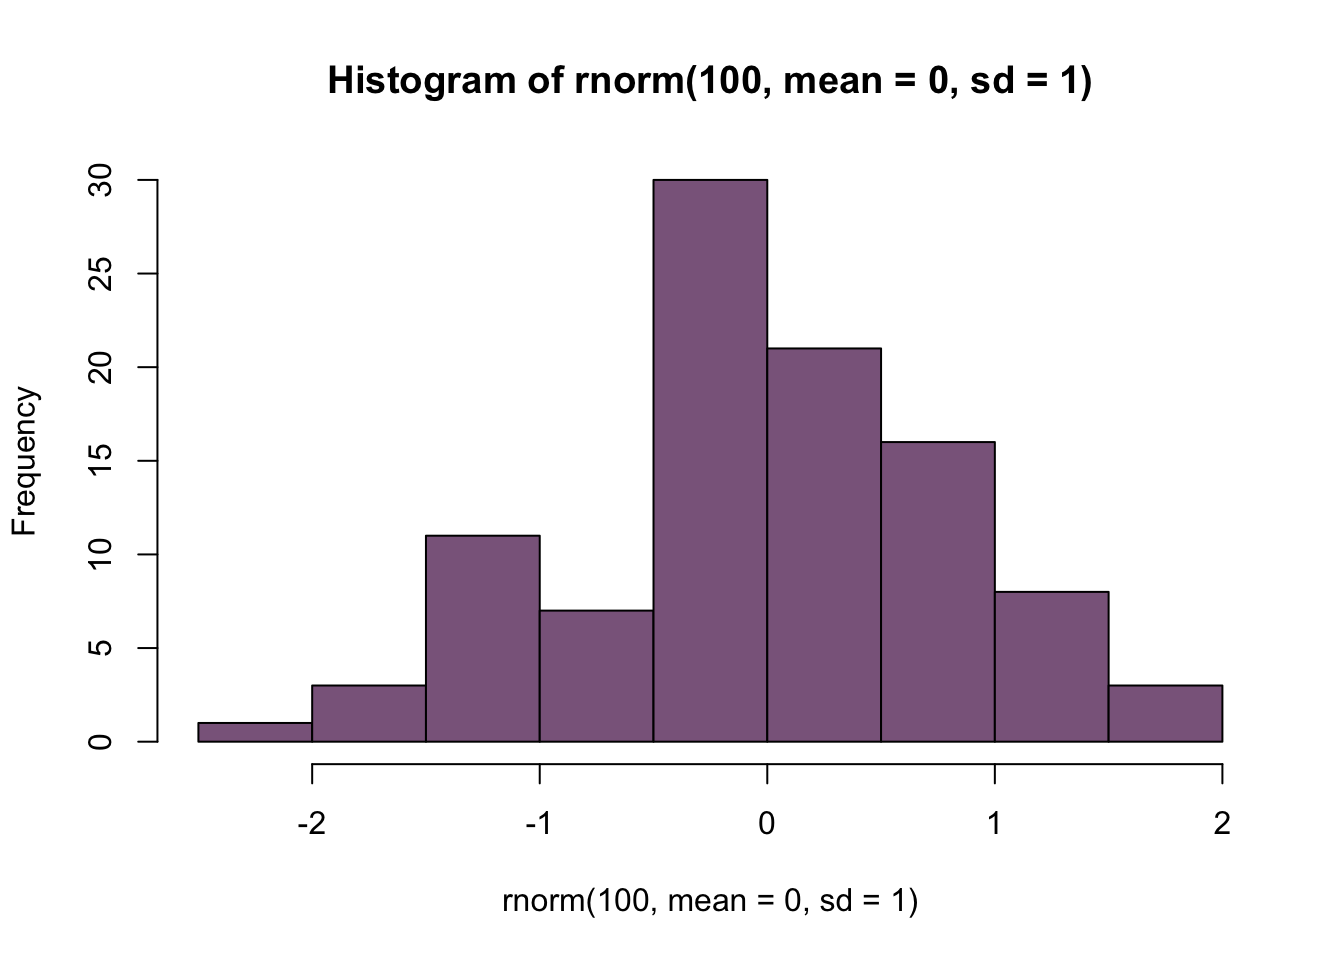 Histogram of rnorm(100, mean = 0, sd = 1)
30
25
20
15
10
5
0
Frequency
-2 -1 0 1 2
rnorm(100, mean = 0, sd = 1)